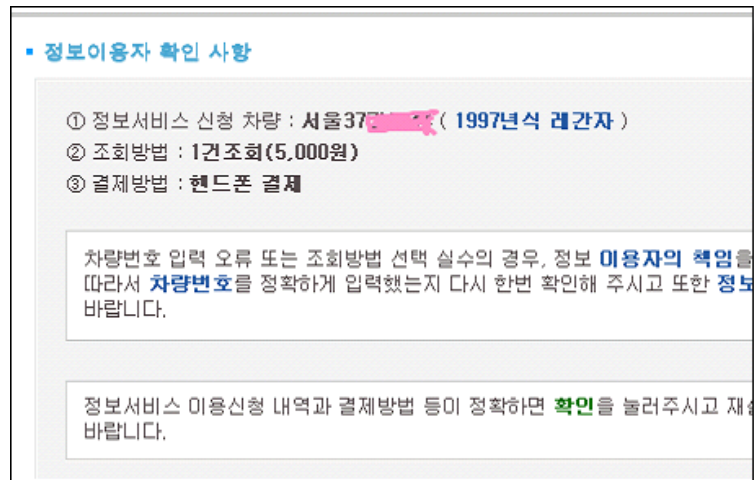 정보이용자 확인 사항
① 정보서비스 신청 차량 : 서울37 ( 1997년식 레간자 )
② 조회방법 : 1건조회(5,000원)
③ 결제방법 : 핸드폰 결제
차량번호 입력 오류 또는 조회방법 선택 실수의 경우, 정보 이용자의 책임을
따라서 차량번호를 정확하게 입력했는지 다시 한번 확인해 주시고 또한 정보
바랍니다.
정보서비스 이용신청 내역과 결제방법 등이 정확하면 확인을 눌러주시고
바랍니다.